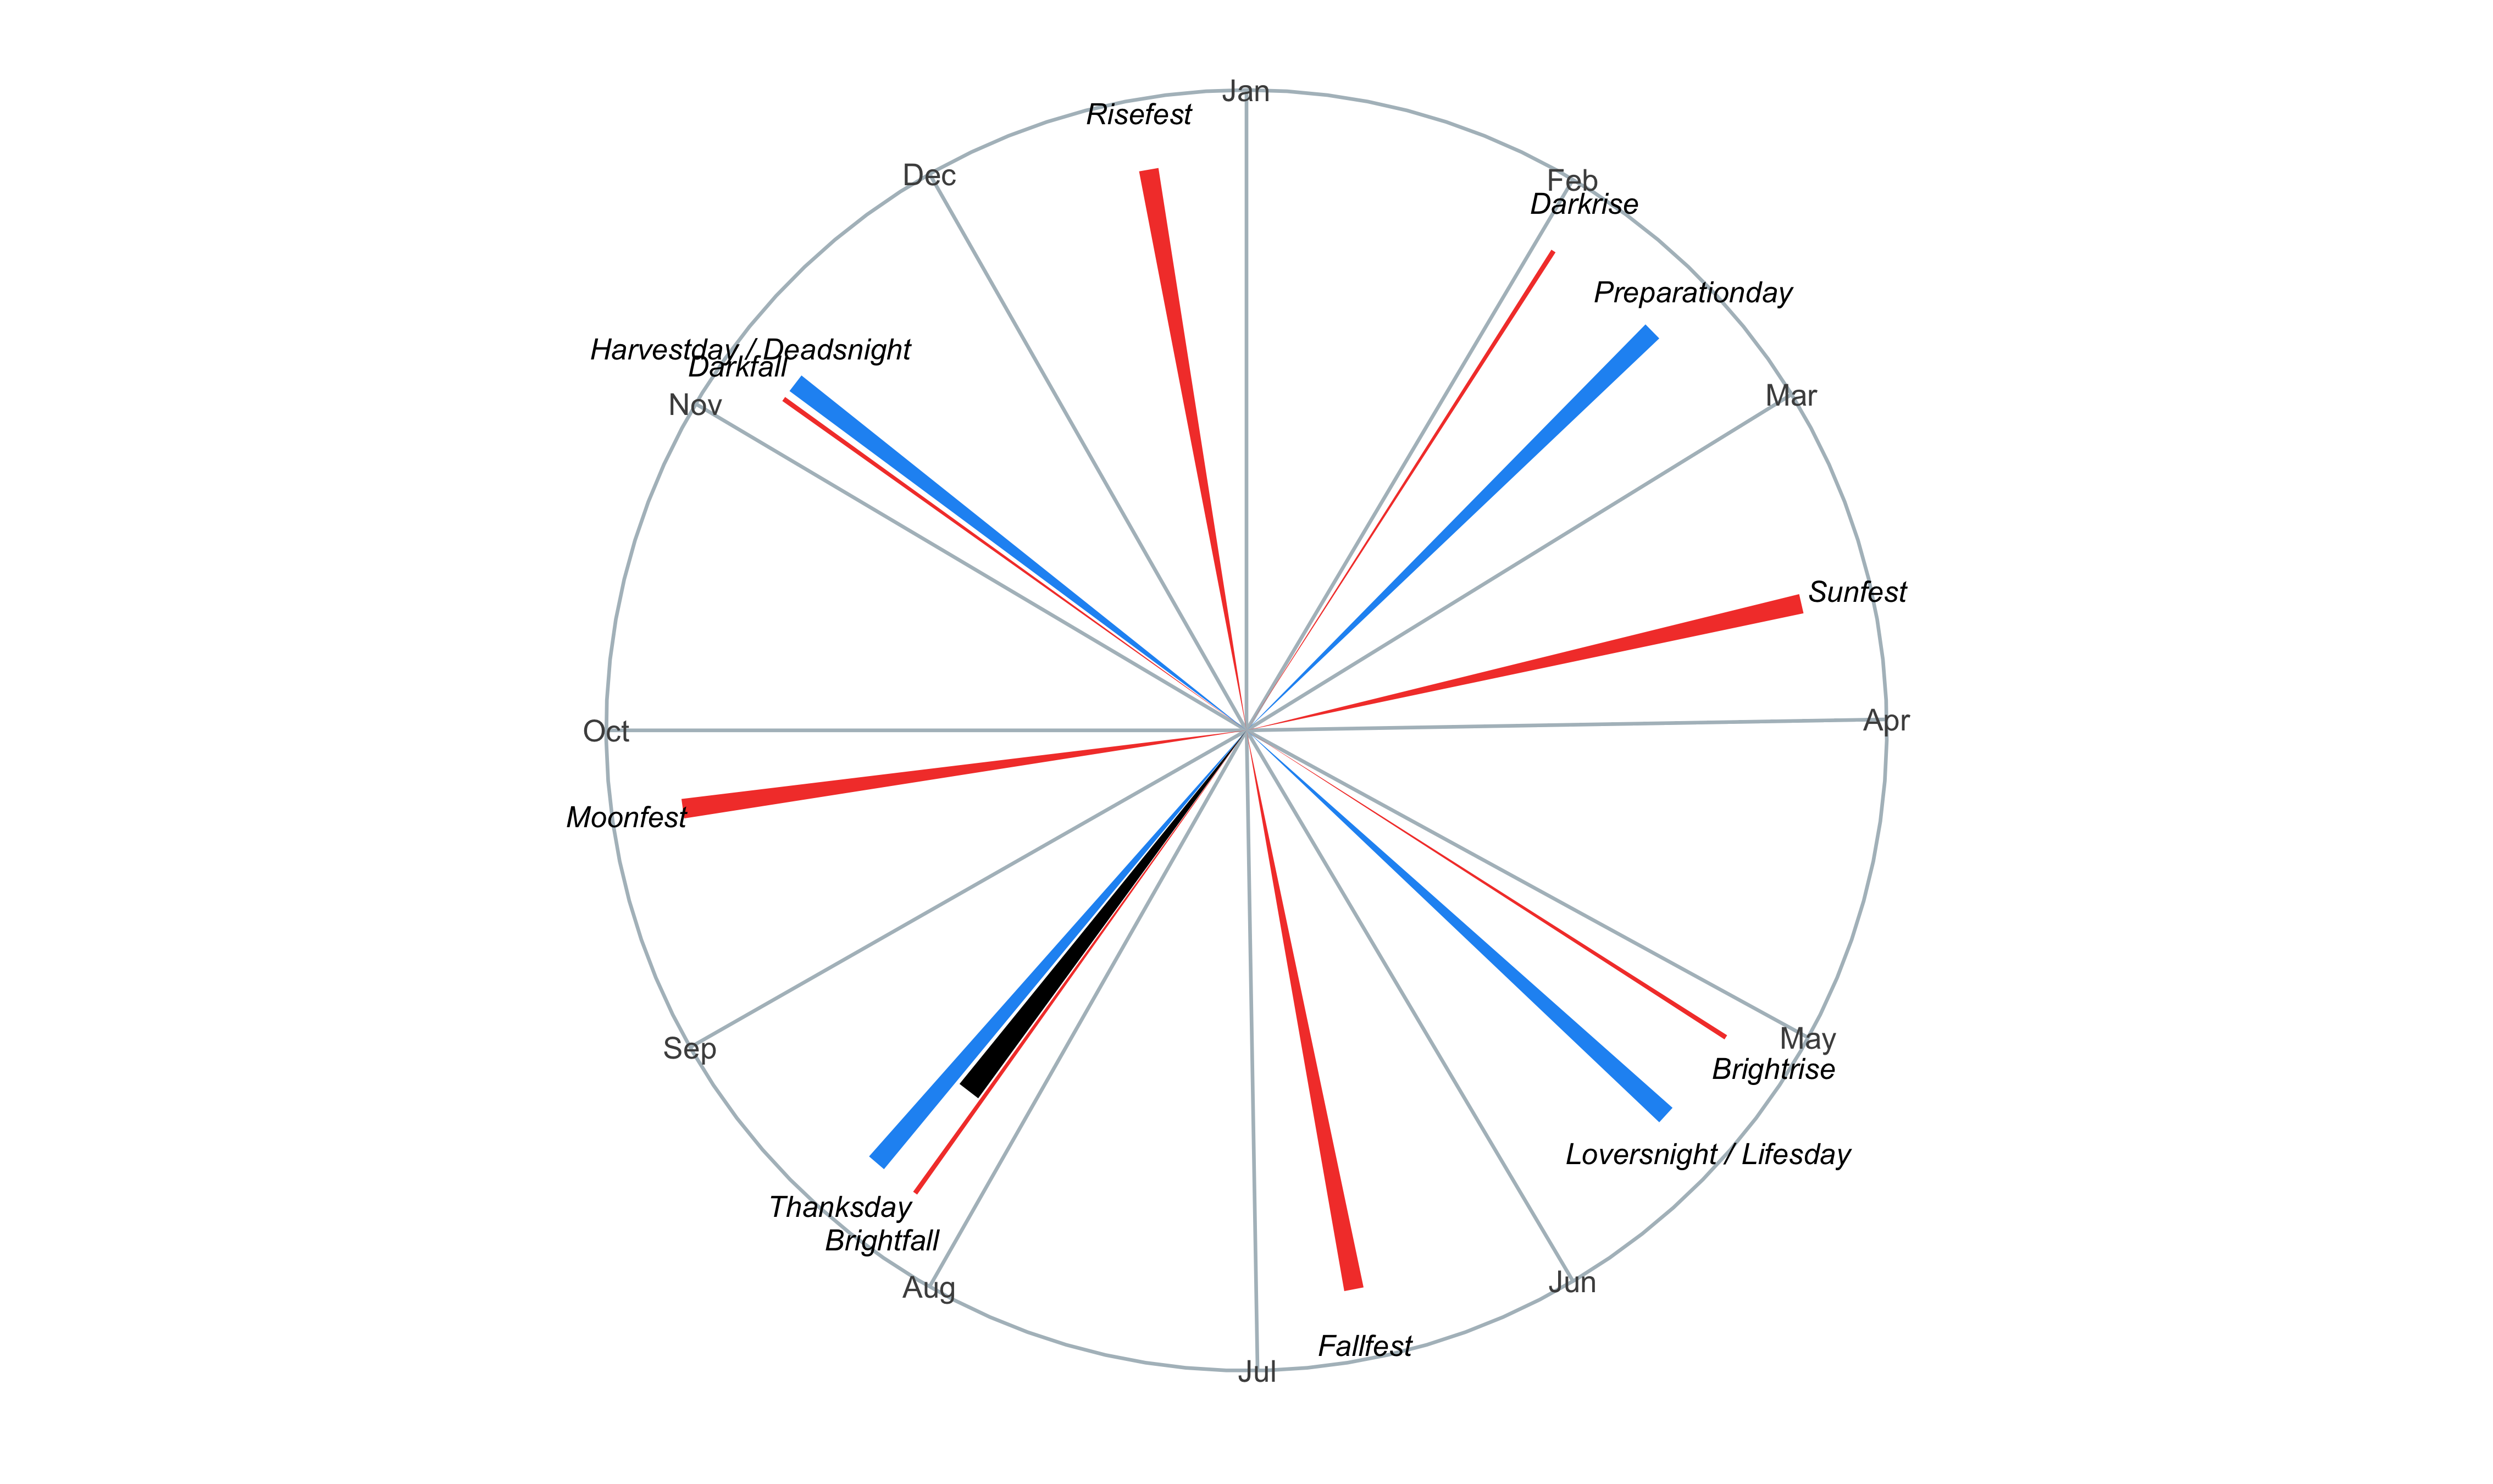 Jan
Risefest
Dec
Feb
Darkrise
Preparationday
Harvestday / Deadsnight
Darkfall
Nov
Mar
Sunfest
Apr
Oct
Moonfest
May
Sep
Brightrise
Loversnight / Lifesday
Thanksday
Brightfall
Jun
Aug
Fallfest
Jul